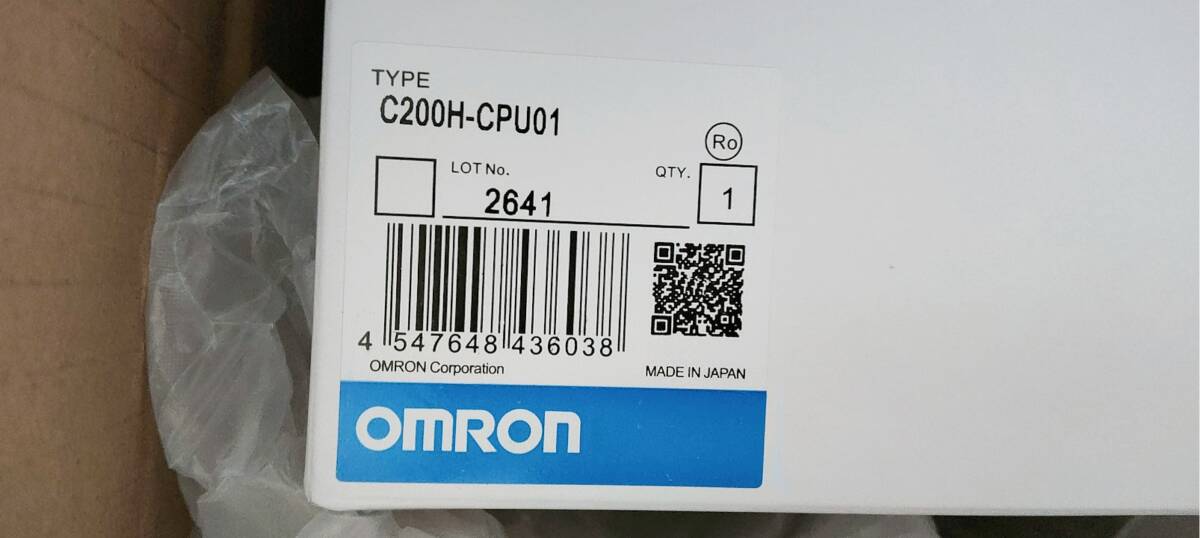 TYPE
C200H-CPU01
Ro
LOT No.
QTY.
2641
1
4 547648 436038
OMRON Corporation
MADE IN JAPAN
OMRON